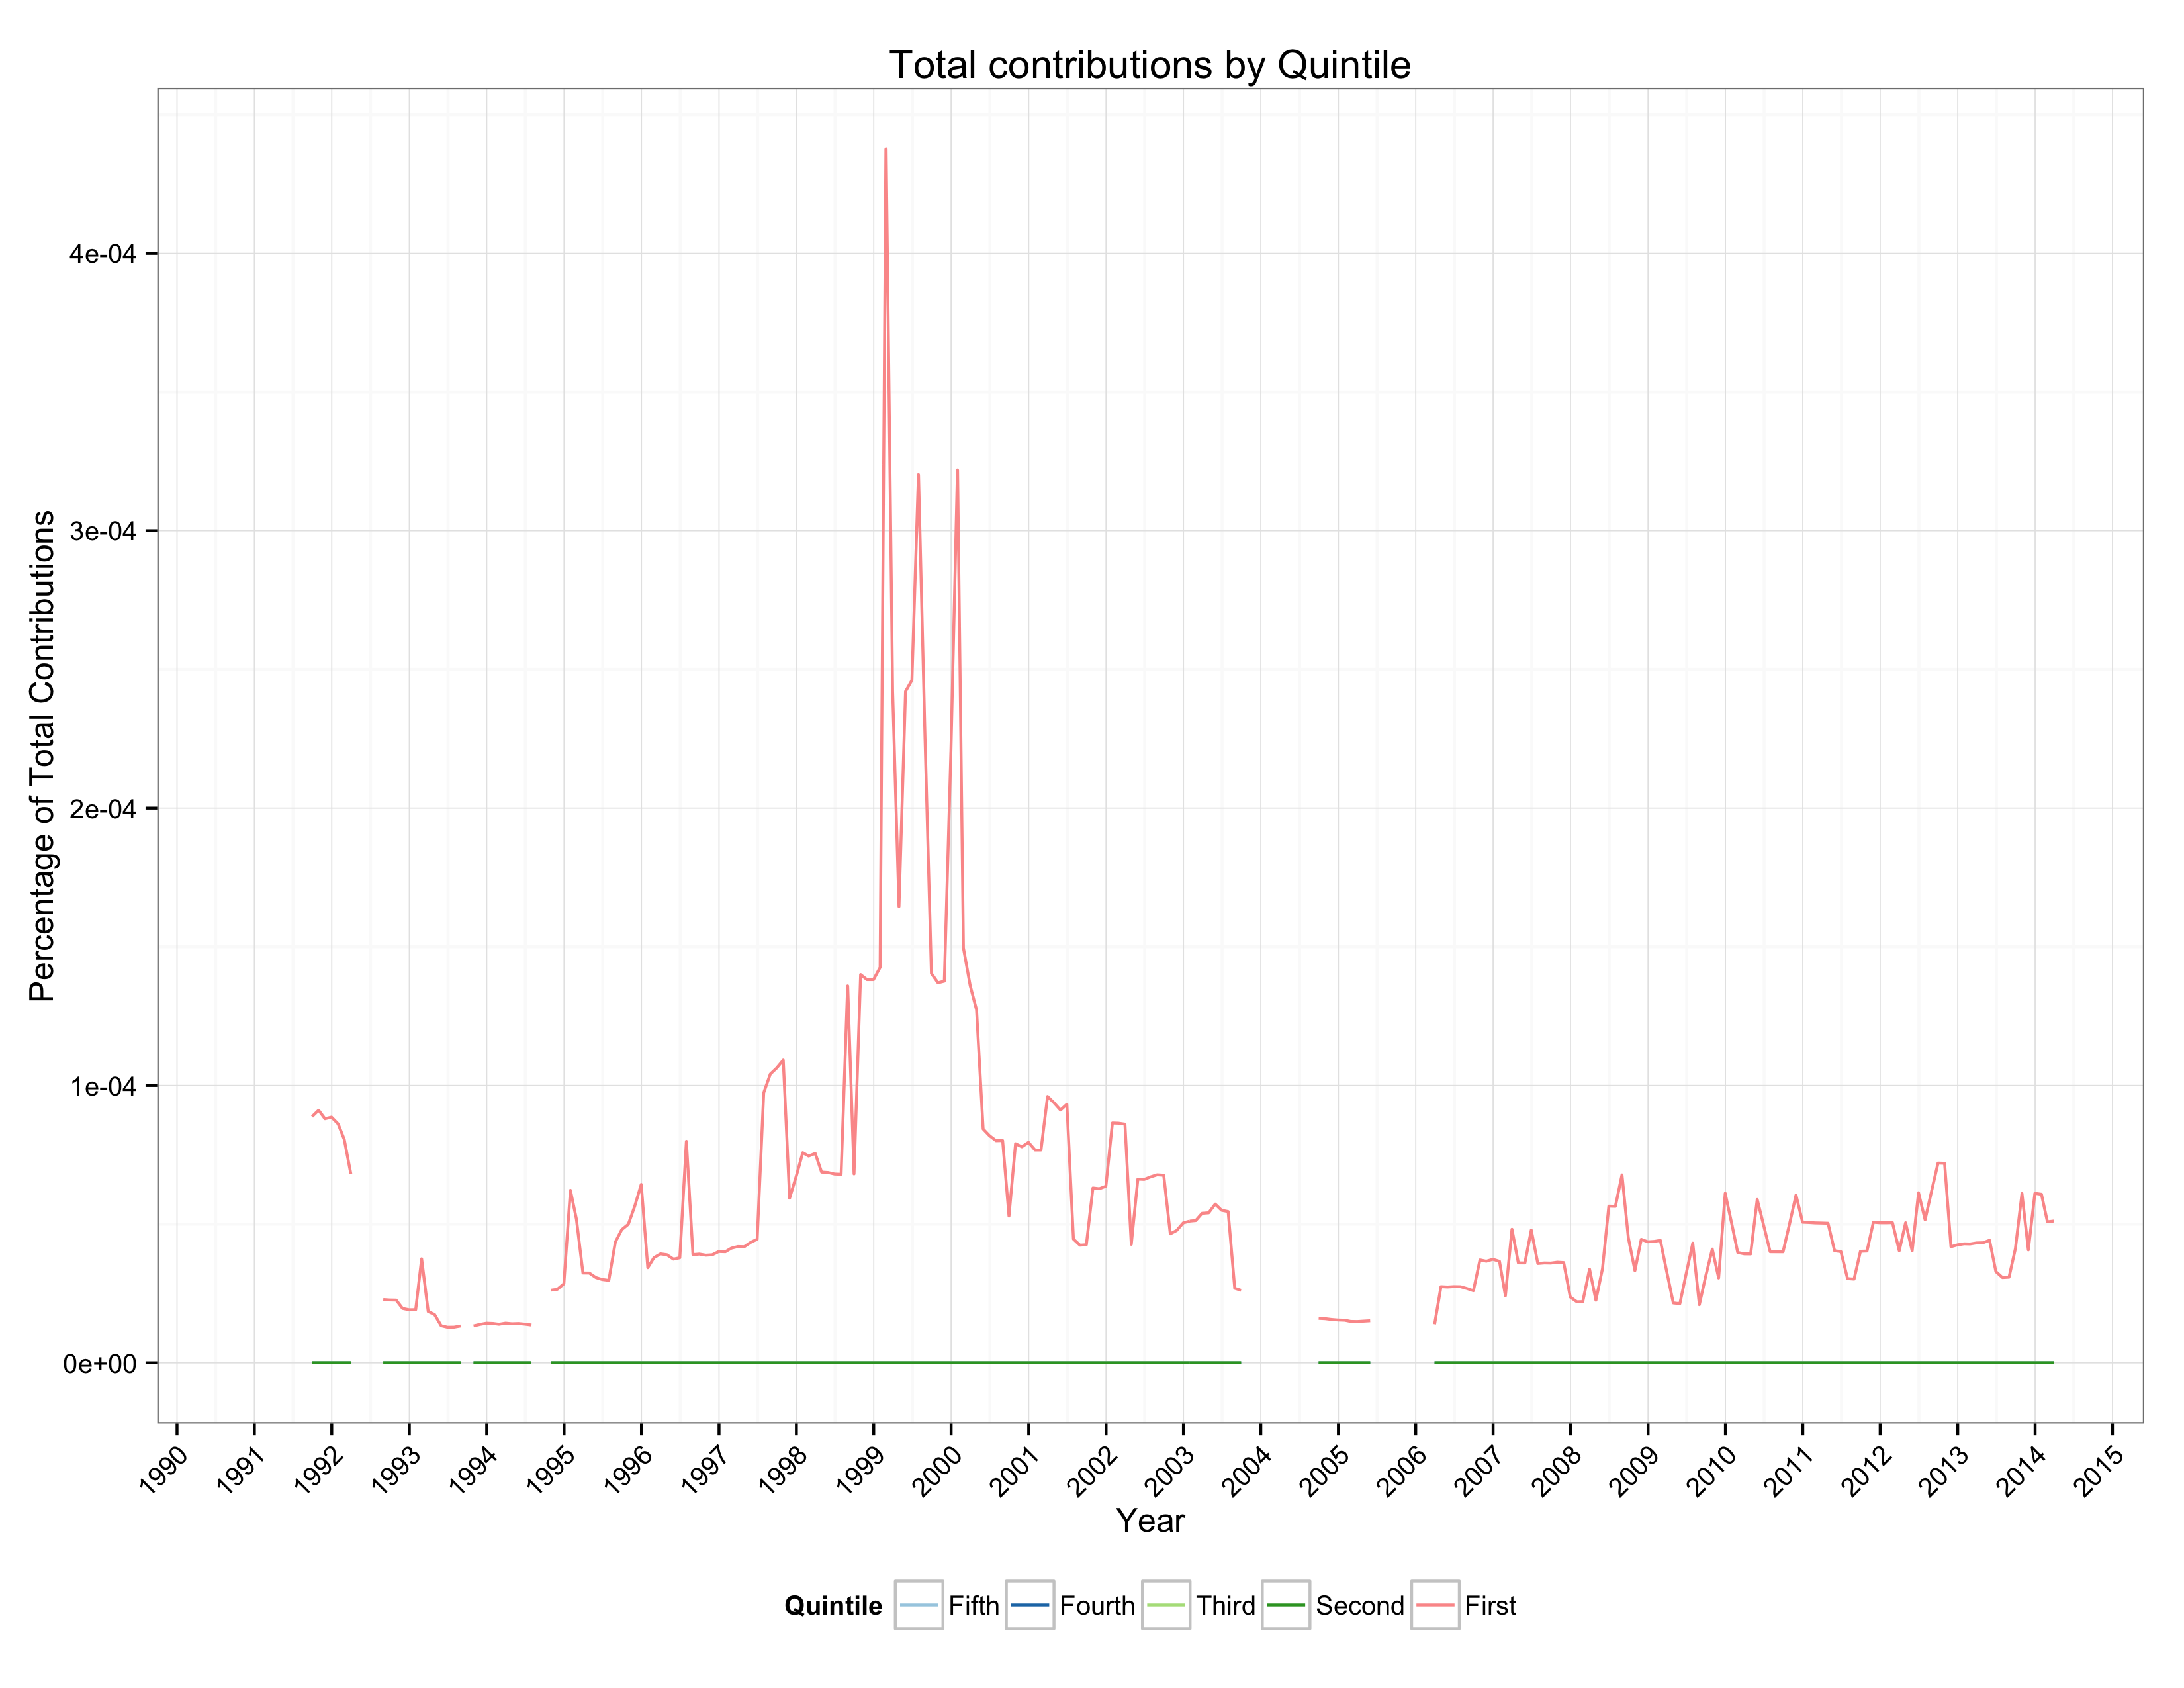 Total contributions by Quintile
Percentage of Total Contributions
4e-04
3e-04
2e-04
1e-04
0e+00
1990 1991 1992 1993 1994 1995 1996 1997 1998 1999 2000 2001 2002 2003 2004 2005 2006 2007 2008 2009 2010 2011 2012 2013 2014 2015
Year
Quintile Fifth Fourth Third Second First